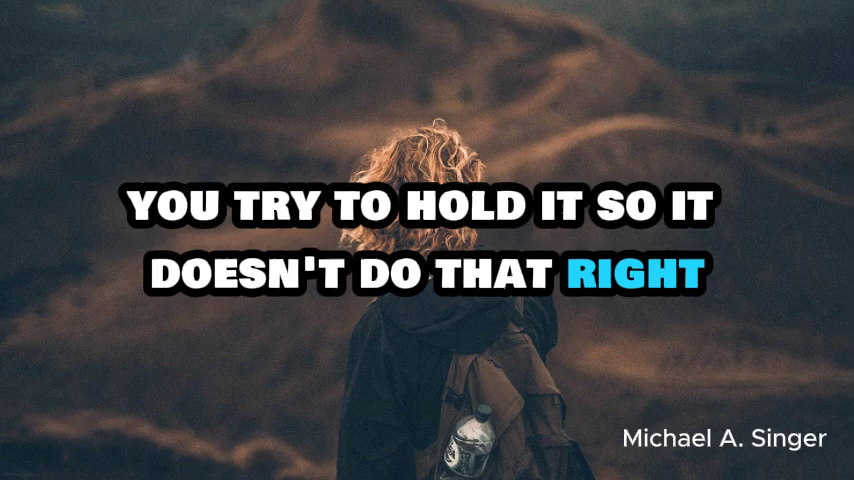 YOU TRY TO HOLD IT SO IT
DOESN'T DO THAT RIGHT
Michael A. Singer